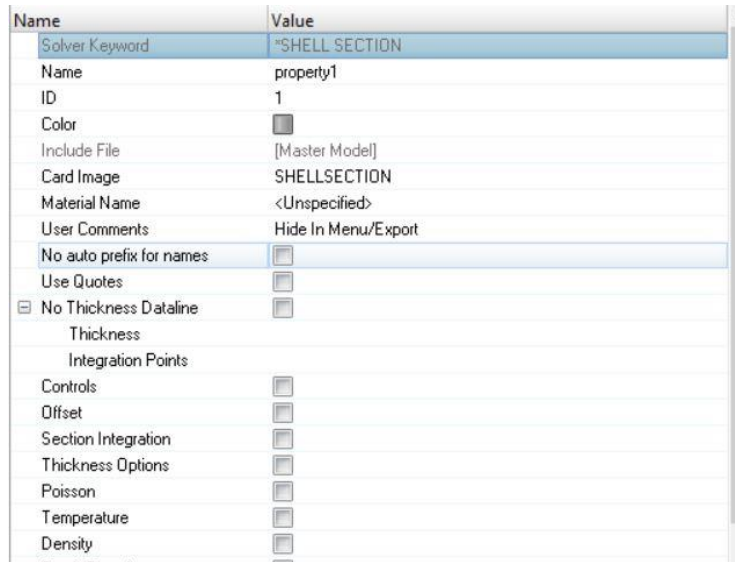 Name Value
Solver Keyword *SHELL SECTION
Name property1
ID 1
Color
Include File [Master Model]
Card Image SHELLSECTION
Material Name <Unspecified>
User Comments Hide In Menu/Export
No auto prefix for names
Use Quotes
No Thickness Dataline
Thickness
Integration Points
Controls
Offset
Section Integration
Thickness Options
Poisson
Temperature
Density